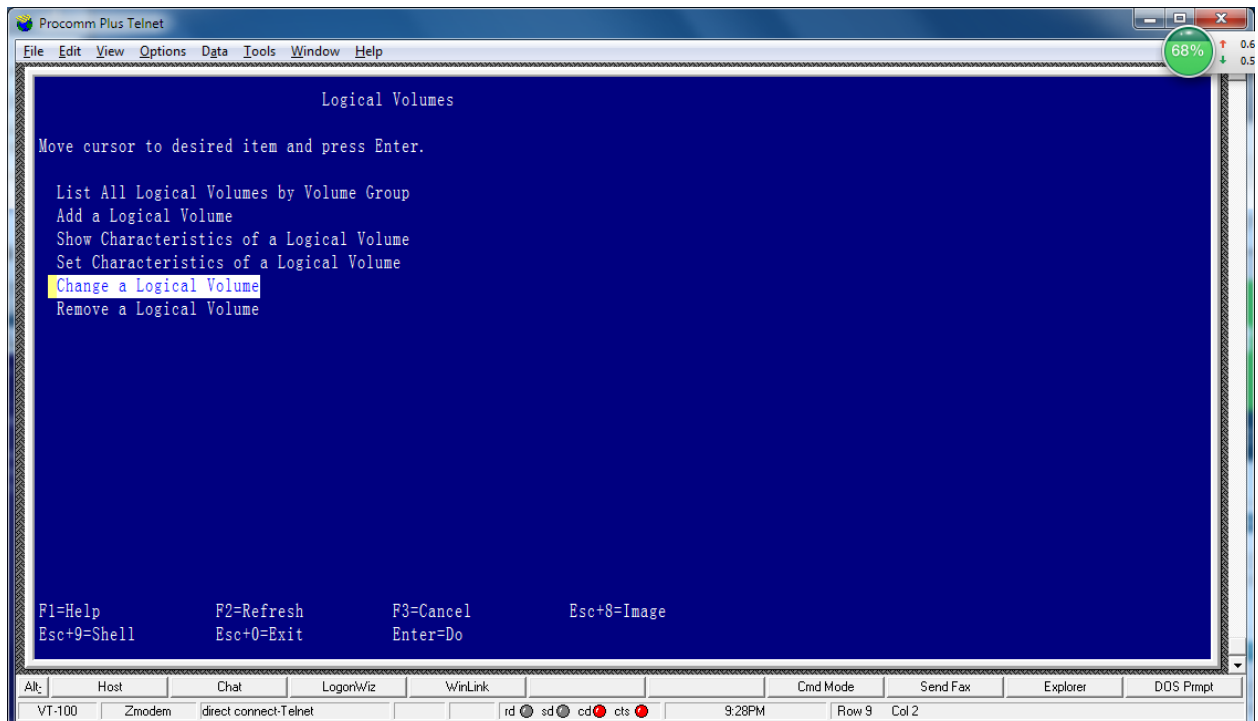 Procomm Plus Telnet
File Edit View Options Data Tools Window Help
68%
0.6
0.5
Logical Volumes
Move cursor to desired item and press Enter.
List All Logical Volumes by Volume Group
Add a Logical Volume
Show Characteristics of a Logical Volume
Set Characteristics of a Logical Volume
Change a Logical Volume
Remove a Logical Volume
F1=Help F2=Refresh F3=Cancel Esc+8=Image
Esc+9=Shell Esc+0=Exit Enter=Do
Alt- Host Chat LogonWiz WinLink Cmd Mode Send Fax Explorer DOS Prmpt
VT-100 Zmodem direct connect-Telnet rd sd cd cts 9:28PM Row 9 Col 2